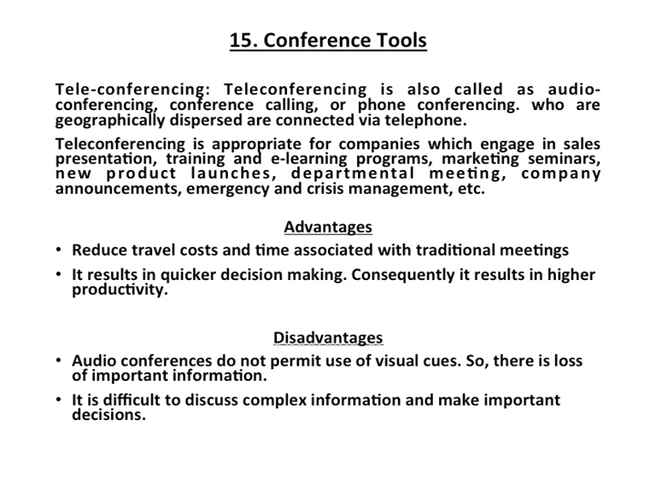 15. Conference Tools
Tele-conferencing: Teleconferencing is also called as audio-
conferencing, conference calling, or phone conferencing. who are
geographically dispersed are connected via telephone.
Teleconferencing is appropriate for companies which engage in sales
presentation, training and e-learning programs, marketing seminars,
new product launches, departmental meeting, company
announcements, emergency and crisis management, etc.
Advantages
• Reduce travel costs and time associated with traditional meetings
• It results in quicker decision making. Consequently it results in higher
productivity.
Disadvantages
• Audio conferences do not permit use of visual cues. So, there is loss
of important information.
• It is difficult to discuss complex information and make important
decisions.